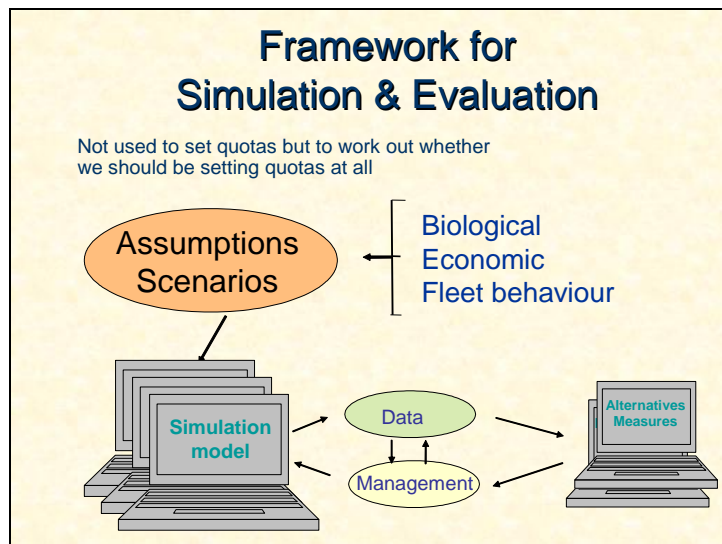 Framework for
Simulation & Evaluation
Not used to set quotas but to work out whether
we should be setting quotas at all
Assumptions
Scenarios
Biological
Economic
Fleet behaviour
Simulation
model
Data
Management
Alternatives
Measures